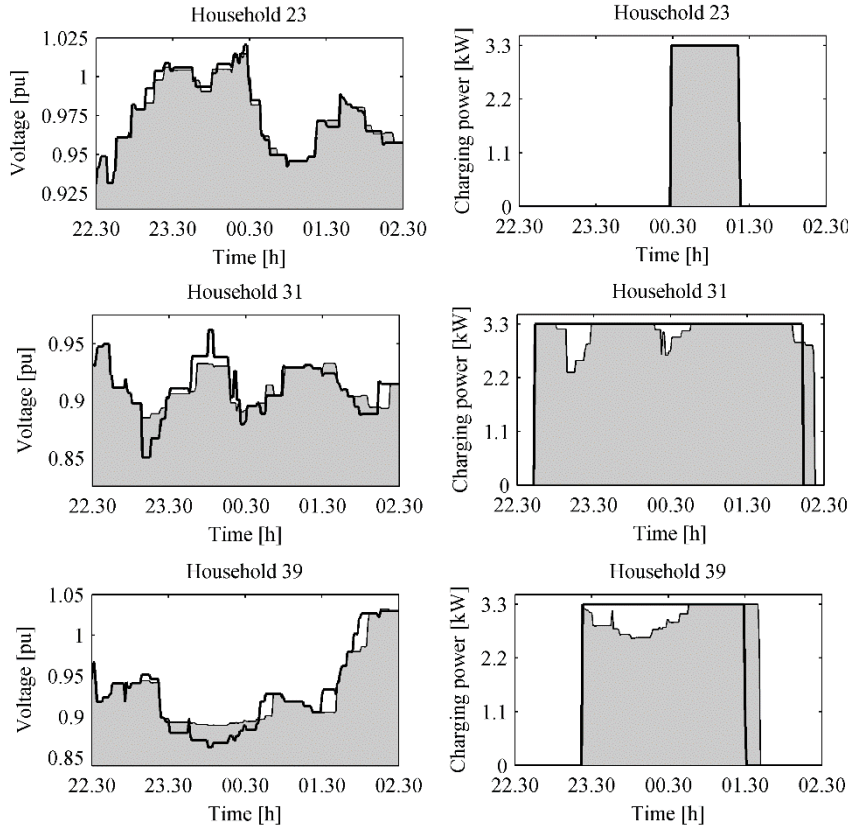 Household 23
Voltage [pu]
1.025
1
0.975
0.95
0.925
22.30 23.30 00.30 01.30 02.30
Time [h]
Household 23
Charging power [kW]
3.3
2.2
1.1
0
22.30 23.30 00.30 01.30 02.30
Time [h]
Household 31
Voltage [pu]
0.95
0.9
0.85
22.30 23.30 00.30 01.30 02.30
Time [h]
Household 31
Charging power [kW]
3.3
2.2
1.1
0
22.30 23.30 00.30 01.30 02.30
Time [h]
Household 39
Voltage [pu]
1.05
1
0.95
0.9
0.85
22.30 23.30 00.30 01.30 02.30
Time [h]
Household 39
Charging power [kW]
3.3
2.2
1.1
0
22.30 23.30 00.30 01.30 02.30
Time [h]